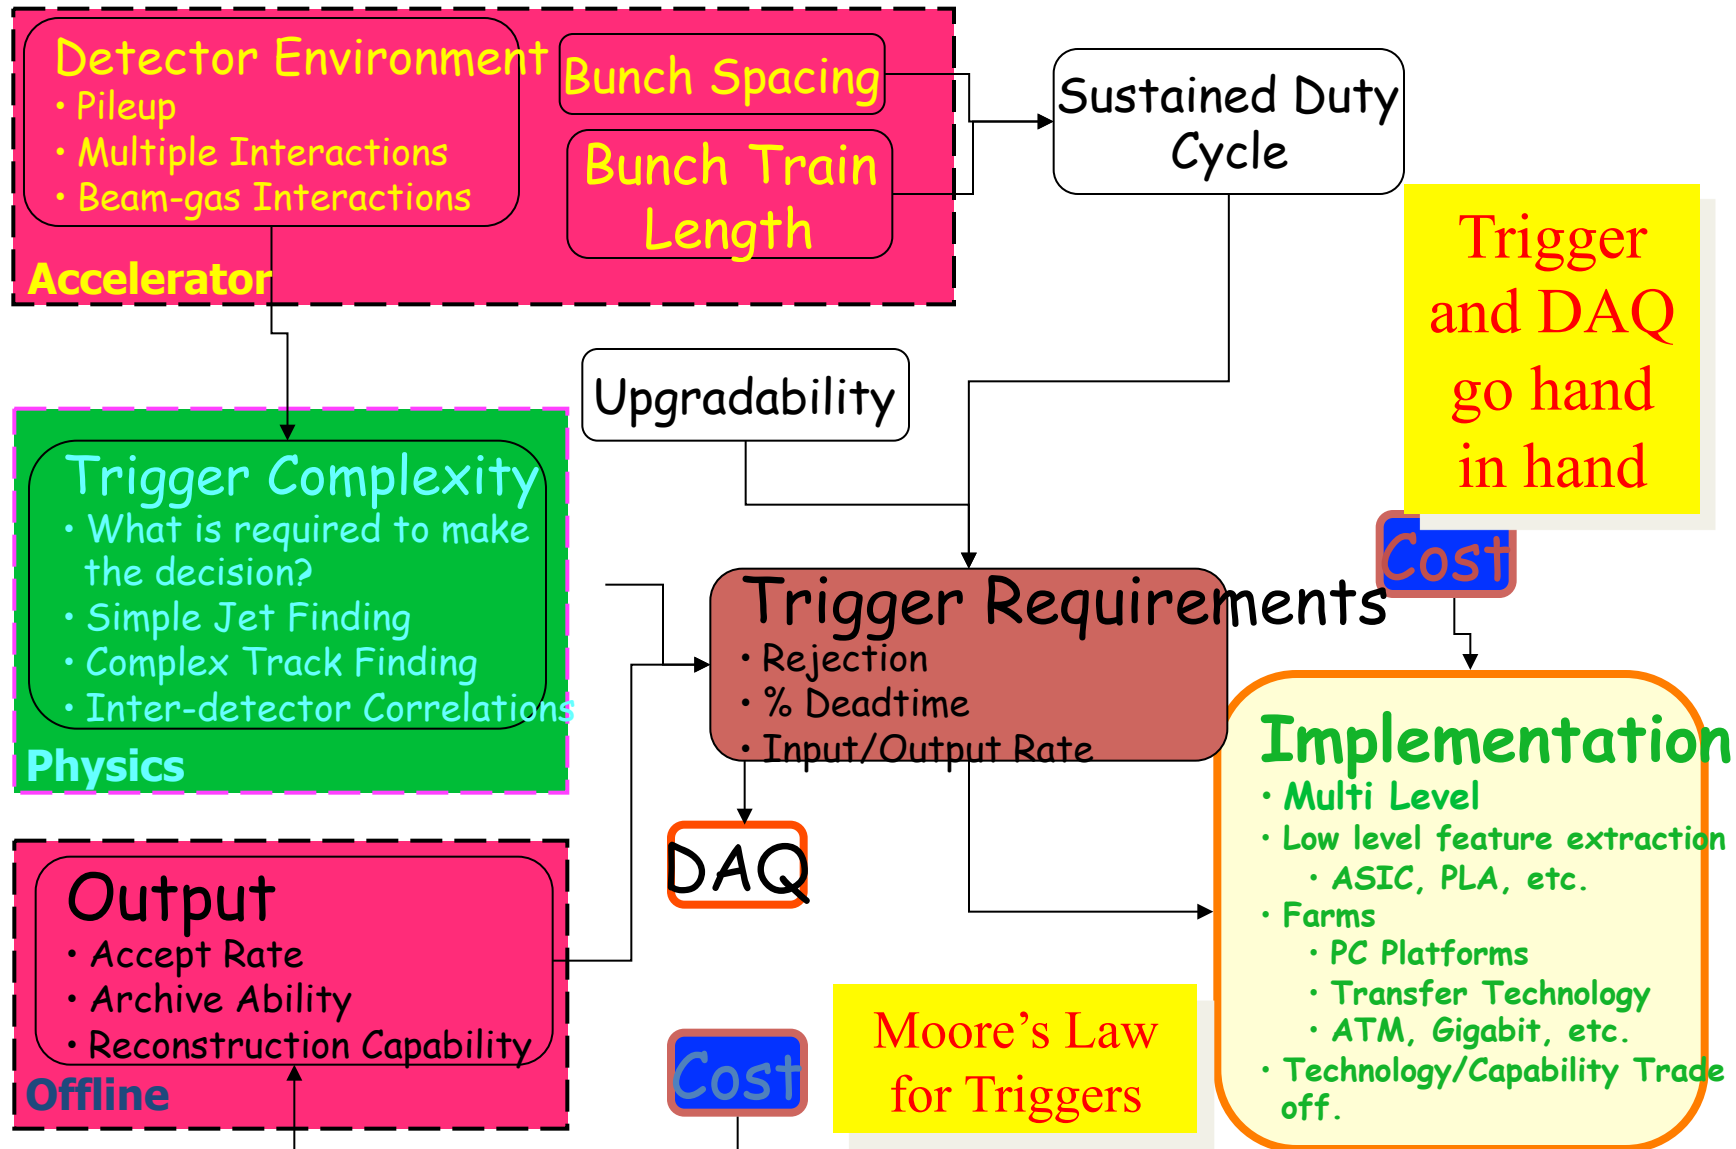 Detector Environment
• Pileup
• Multiple Interactions
• Beam-gas Interactions
Accelerator
Bunch Spacing
Bunch Train
Length
Sustained Duty
Cycle
Trigger
and DAQ
go hand
in hand
Upgradability
Trigger Complexity
• What is required to make
the decision?
• Simple Jet Finding
• Complex Track Finding
• Inter-detector Correlations
Physics
Cost
Trigger Requirements
• Rejection
• % Deadtime
• Input/Output Rate
Implementation
• Multi Level
• Low level feature extraction
• ASIC, PLA, etc.
• Farms
• PC Platforms
• Transfer Technology
• ATM, Gigabit, etc.
• Technology/Capability Trade
off.
DAQ
Output
• Accept Rate
• Archive Ability
• Reconstruction Capability
Offline
Cost
Moore’s Law
for Triggers